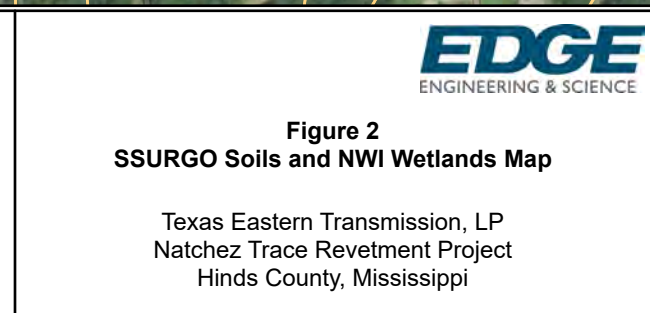 EDGE
ENGINEERING & SCIENCE
Figure 2
SSURGO Soils and NWI Wetlands Map
Texas Eastern Transmission, LP
Natchez Trace Revetment Project
Hinds County, Mississippi